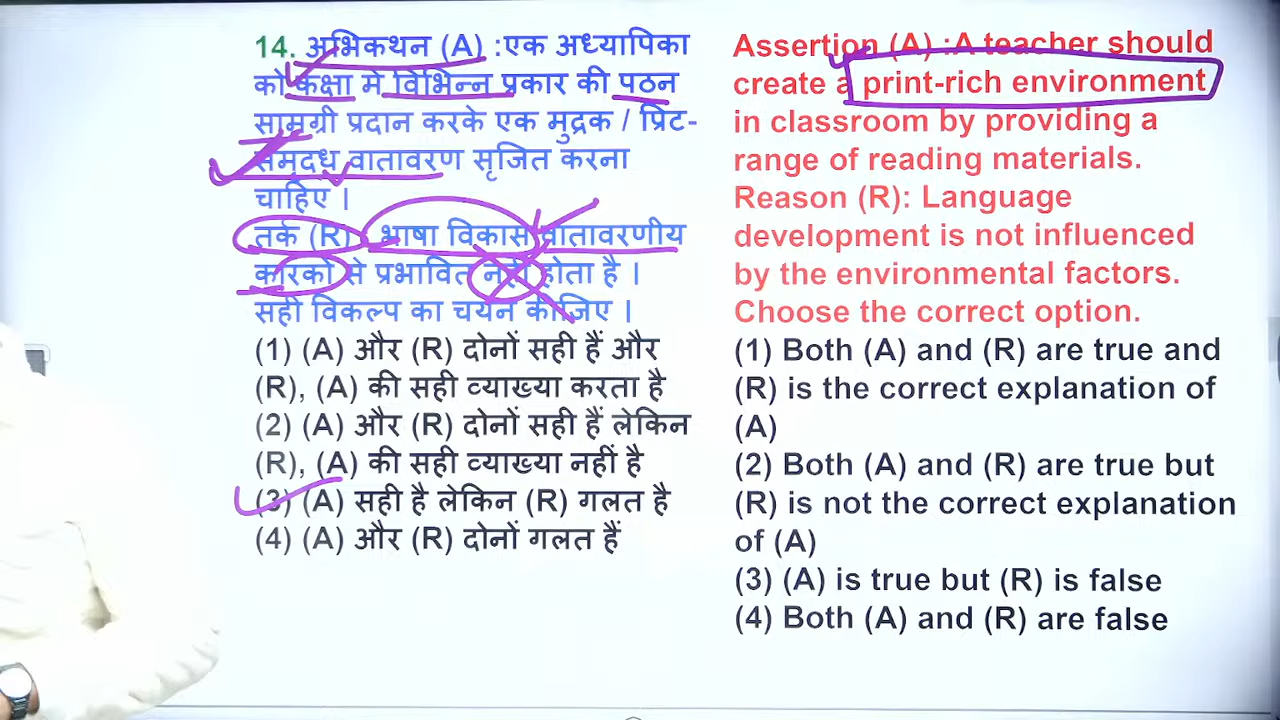 14. अभिकथन (A) :एक अध्यापिका
को कक्षा में विभिन्न प्रकार की पठन
सामग्री प्रदान करके एक मुद्रक / प्रिंट-
समृद्ध वातावरण सृजित करना
चाहिए ।
तर्क (R) भाषा विकास वातावरणीय
कारकों से प्रभावित नहीं होता है ।
सही विकल्प का चयन कीजिए ।
(1) (A) और (R) दोनों सही हैं और
(R), (A) की सही व्याख्या करता है
(2) (A) और (R) दोनों सही हैं लेकिन
(R), (A) की सही व्याख्या नहीं है
(3) (A) सही है लेकिन (R) गलत है
(4) (A) और (R) दोनों गलत हैं
Assertion (A) :A teacher should
create a print-rich environment
in classroom by providing a
range of reading materials.
Reason (R): Language
development is not influenced
by the environmental factors.
Choose the correct option.
(1) Both (A) and (R) are true and
(R) is the correct explanation of
(A)
(2) Both (A) and (R) are true but
(R) is not the correct explanation
of (A)
(3) (A) is true but (R) is false
(4) Both (A) and (R) are false